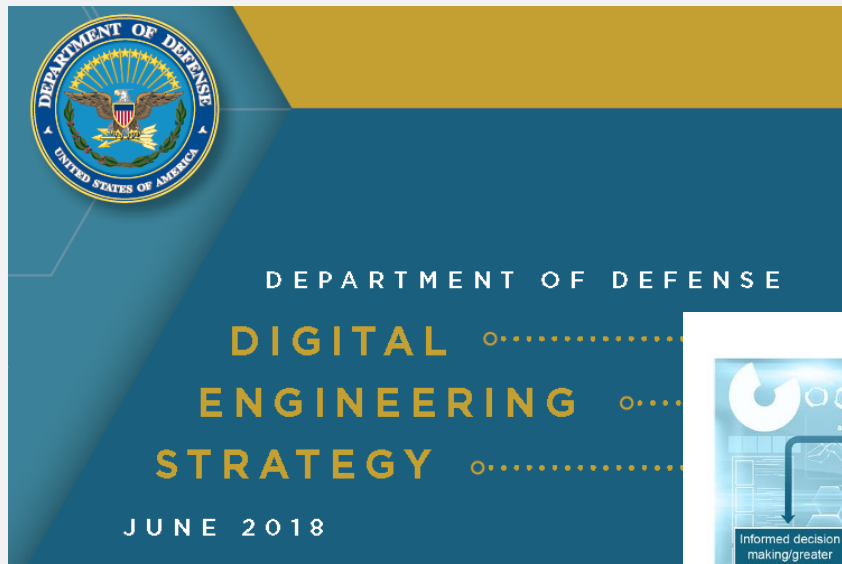 DEPARTMENT OF DEFENSE
UNITED STATES OF AMERICA
DEPARTMENT OF DEFENSE
DIGITAL
ENGINEERING
STRATEGY
JUNE 2018
Informed decision
making/greater